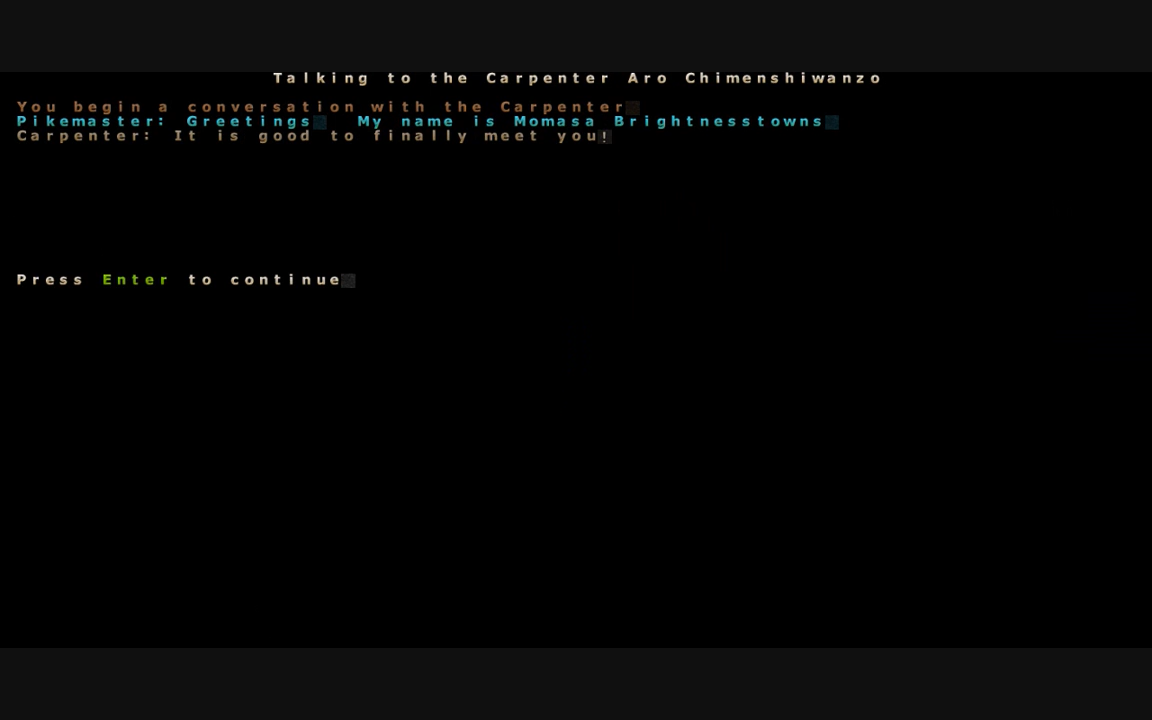 Talking to the Carpenter Aro Chimenshiwanzo
You begin a conversation with the Carpenter
Pikemaster: Greetings  My name is Momasa Brightnesstowns
Carpenter: It is good to finally meet you!
Press Enter to continue